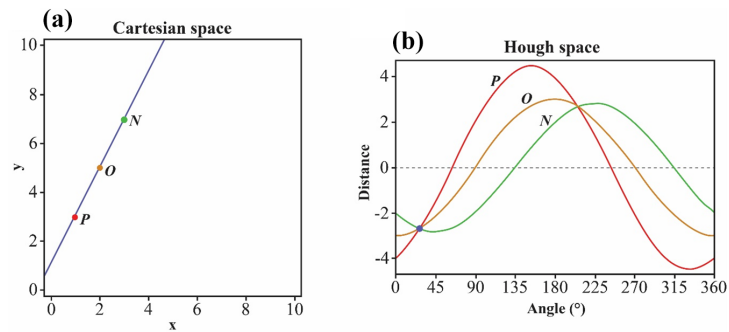 (a)
Cartesian space
10
8
6
4
2
0
y
N
O
P
0 2 4 6 8 10
x
(b)
Hough space
4
2
0
-2
-4
Distance
P
O
N
0 45 90 135 180 225 270 315 360
Angle (°)